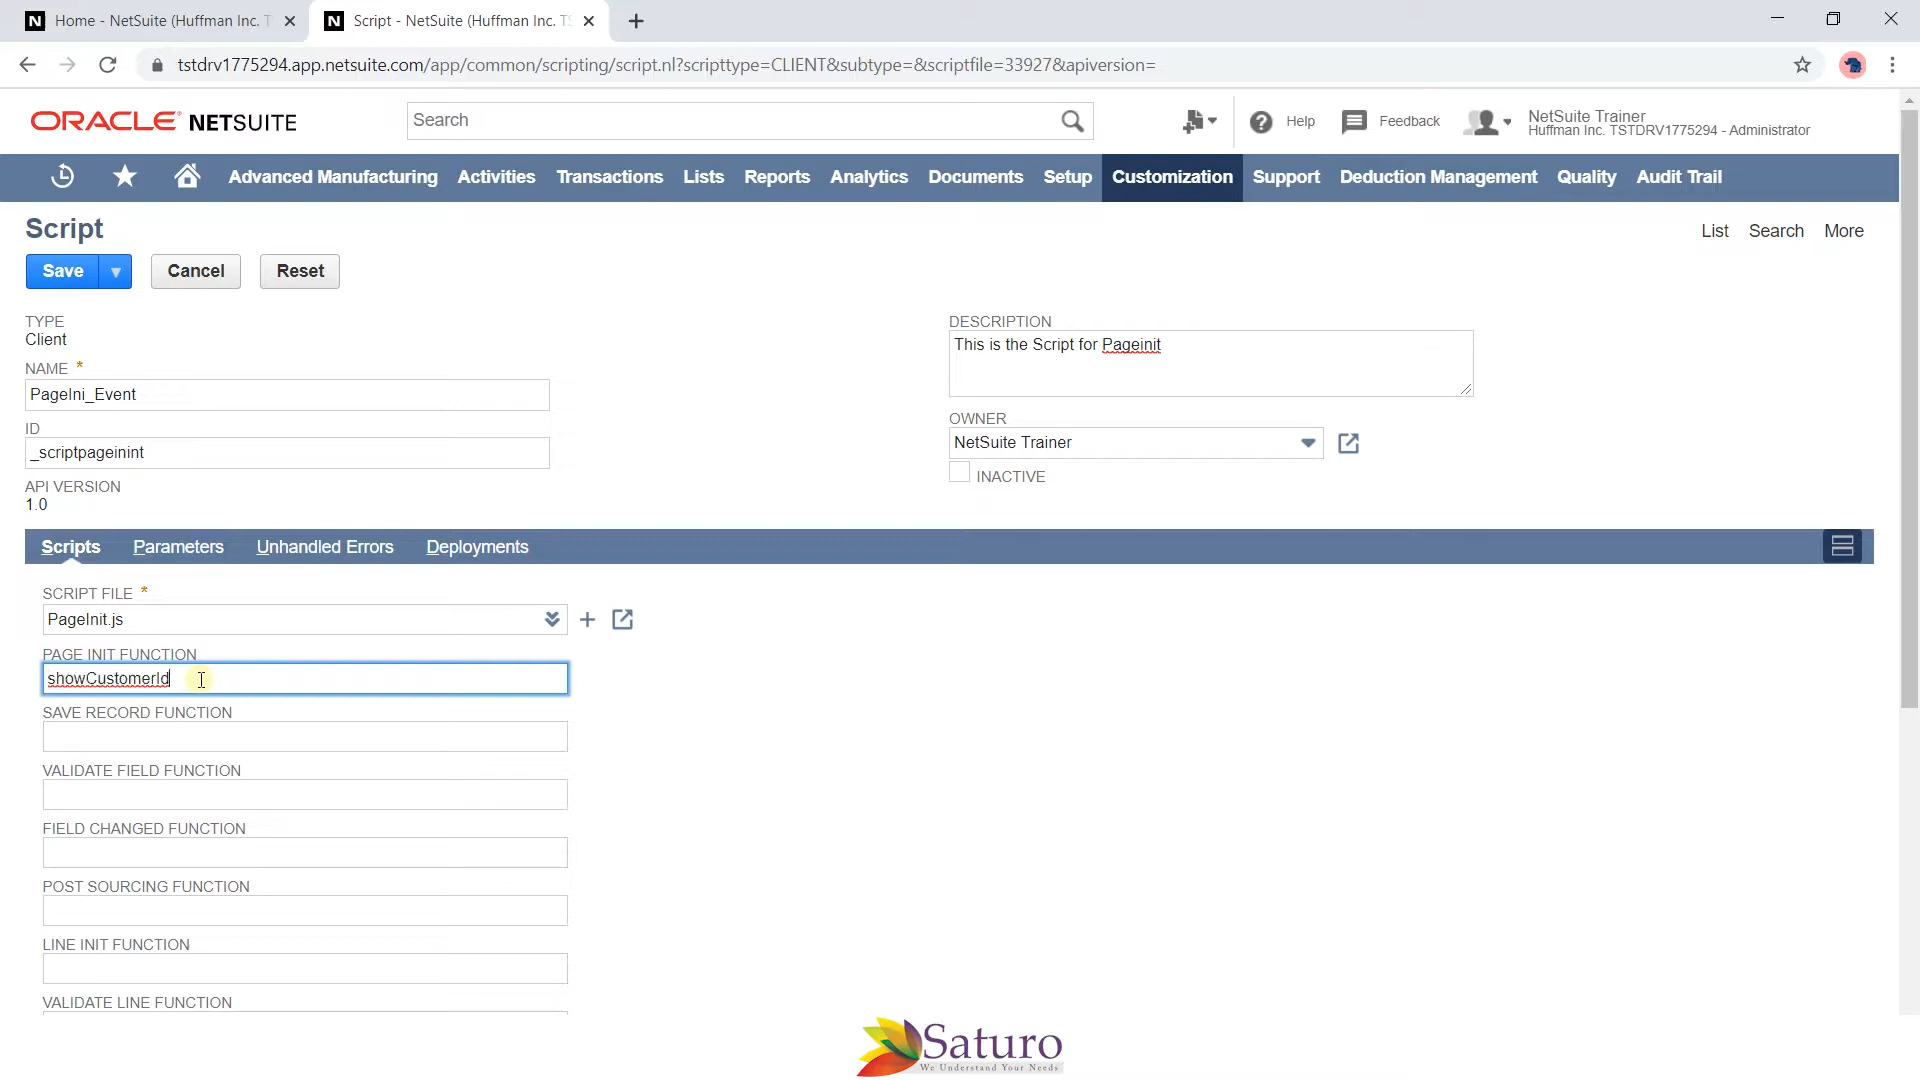 Home - NetSuite (Huffman Inc. T
Script - NetSuite (Huffman Inc. TS
tstdrv1775294.app.netsuite.com/app/common/scripting/script.nl?scripttype=CLIENT&subtype=&scriptfile=33927&apiversion=
ORACLE NETSUITE
Search
Help
Feedback
NetSuite Trainer
Huffman Inc. TSTDRV1775294 - Administrator
Advanced Manufacturing Activities Transactions Lists Reports Analytics Documents Setup Customization Support Deduction Management Quality Audit Trail
Script
List Search More
Save Cancel Reset
TYPE
Client
NAME *
PageIni_Event
ID
_scriptpageinint
API VERSION
1.0
DESCRIPTION
This is the Script for Pageinit
OWNER
NetSuite Trainer
INACTIVE
Scripts Parameters Unhandled Errors Deployments
SCRIPT FILE *
PageInit.js
PAGE INIT FUNCTION
showCustomerId
SAVE RECORD FUNCTION
VALIDATE FIELD FUNCTION
FIELD CHANGED FUNCTION
POST SOURCING FUNCTION
LINE INIT FUNCTION
VALIDATE LINE FUNCTION
Saturo
We Understand Your Needs